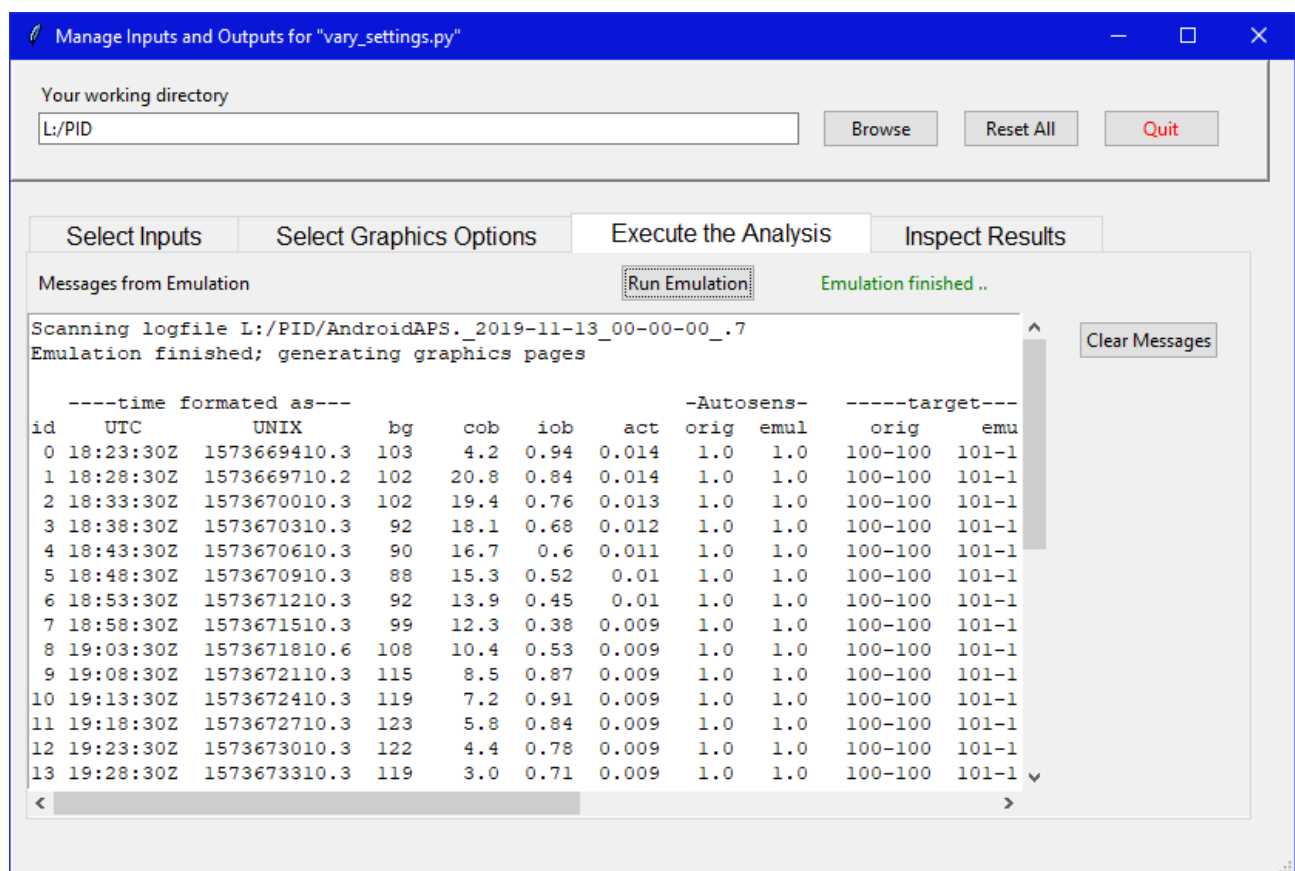 Manage Inputs and Outputs for "vary_settings.py"
Your working directory
L:/PID
Browse
Reset All
Quit
Select Inputs
Select Graphics Options
Execute the Analysis
Inspect Results
Messages from Emulation
Run Emulation
Emulation finished ..
Clear Messages
Scanning logfile L:/PID/AndroidAPS._2019-11-13_00-00-00_.7
Emulation finished; generating graphics pages
----time formated as--- -Autosens- -----target---
id UTC UNIX bg cob iob act orig emul orig emu
0 18:23:30Z 1573669410.3 103 4.2 0.94 0.014 1.0 1.0 100-100 101-1
1 18:28:30Z 1573669710.2 102 20.8 0.84 0.014 1.0 1.0 100-100 101-1
2 18:33:30Z 1573670010.3 102 19.4 0.76 0.013 1.0 1.0 100-100 101-1
3 18:38:30Z 1573670310.3 92 18.1 0.68 0.012 1.0 1.0 100-100 101-1
4 18:43:30Z 1573670610.3 90 16.7 0.6 0.011 1.0 1.0 100-100 101-1
5 18:48:30Z 1573670910.3 88 15.3 0.52 0.01 1.0 1.0 100-100 101-1
6 18:53:30Z 1573671210.3 92 13.9 0.45 0.01 1.0 1.0 100-100 101-1
7 18:58:30Z 1573671510.3 99 12.3 0.38 0.009 1.0 1.0 100-100 101-1
8 19:03:30Z 1573671810.6 108 10.4 0.53 0.009 1.0 1.0 100-100 101-1
9 19:08:30Z 1573672110.3 115 8.5 0.87 0.009 1.0 1.0 100-100 101-1
10 19:13:30Z 1573672410.3 119 7.2 0.91 0.009 1.0 1.0 100-100 101-1
11 19:18:30Z 1573672710.3 123 5.8 0.84 0.009 1.0 1.0 100-100 101-1
12 19:23:30Z 1573673010.3 122 4.4 0.78 0.009 1.0 1.0 100-100 101-1
13 19:28:30Z 1573673310.3 119 3.0 0.71 0.009 1.0 1.0 100-100 101-1